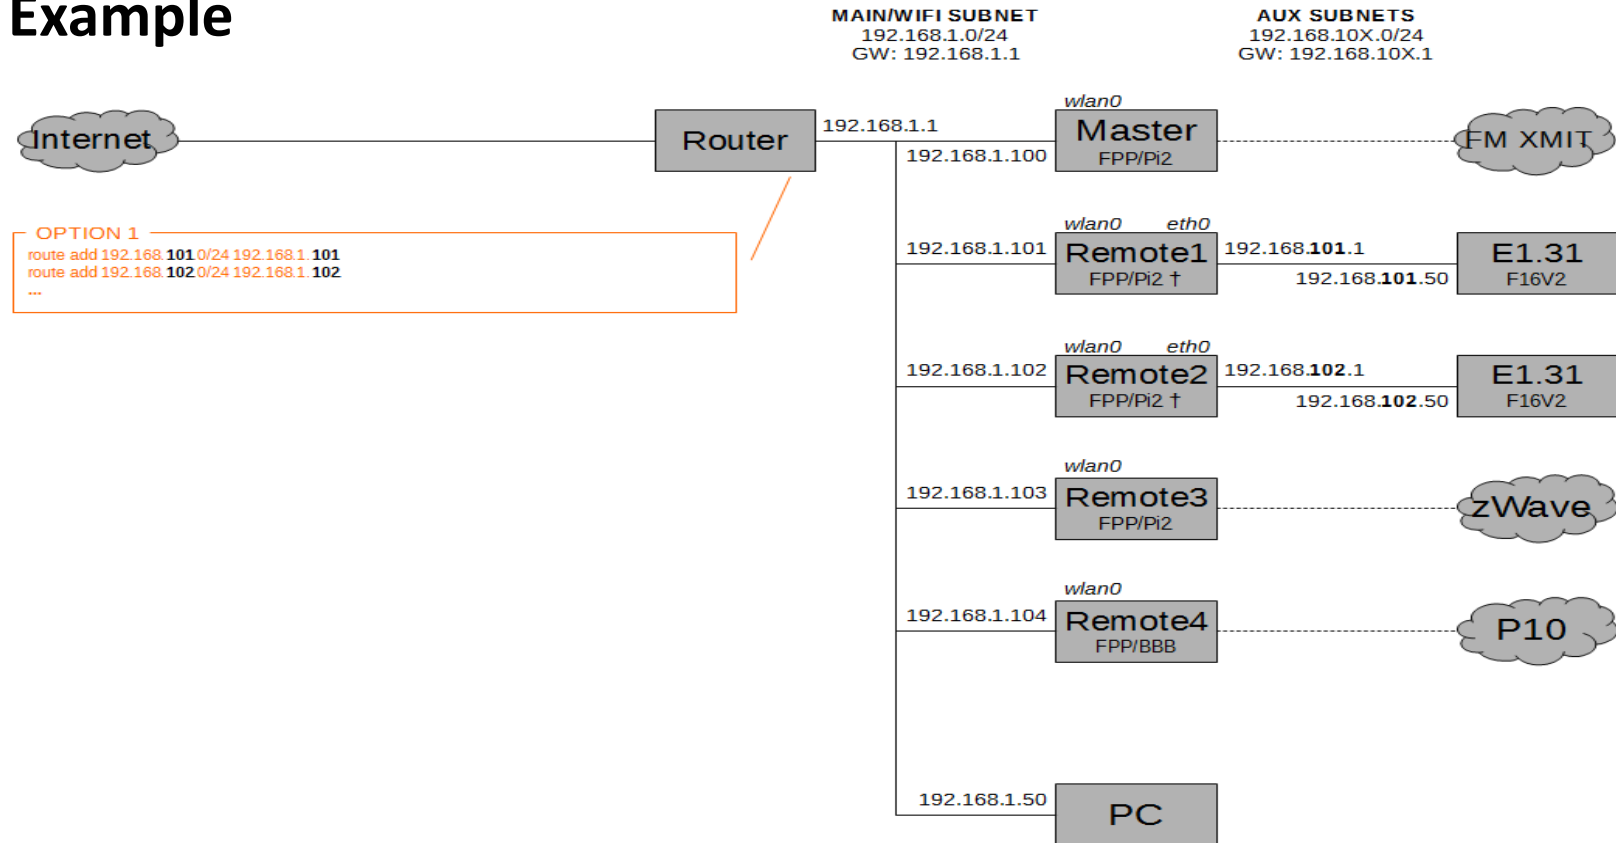 Example
MAIN/WIFI SUBNET
192.168.1.0/24
GW: 192.168.1.1
AUX SUBNETS
192.168.10X.0/24
GW: 192.168.10X.1
Internet
Router
192.168.1.1
192.168.1.100
wlan0
Master
FPP/Pi2
FM XMIT
OPTION 1
route add 192.168.101.0/24 192.168.1.101
route add 192.168.102.0/24 192.168.1.102
...
192.168.1.101
wlan0 eth0
Remote1
FPP/Pi2 †
192.168.101.1
192.168.101.50
E1.31
F16V2
192.168.1.102
wlan0 eth0
Remote2
FPP/Pi2 †
192.168.102.1
192.168.102.50
E1.31
F16V2
192.168.1.103
wlan0
Remote3
FPP/Pi2
zWave
192.168.1.104
wlan0
Remote4
FPP/BBB
P10
192.168.1.50
PC